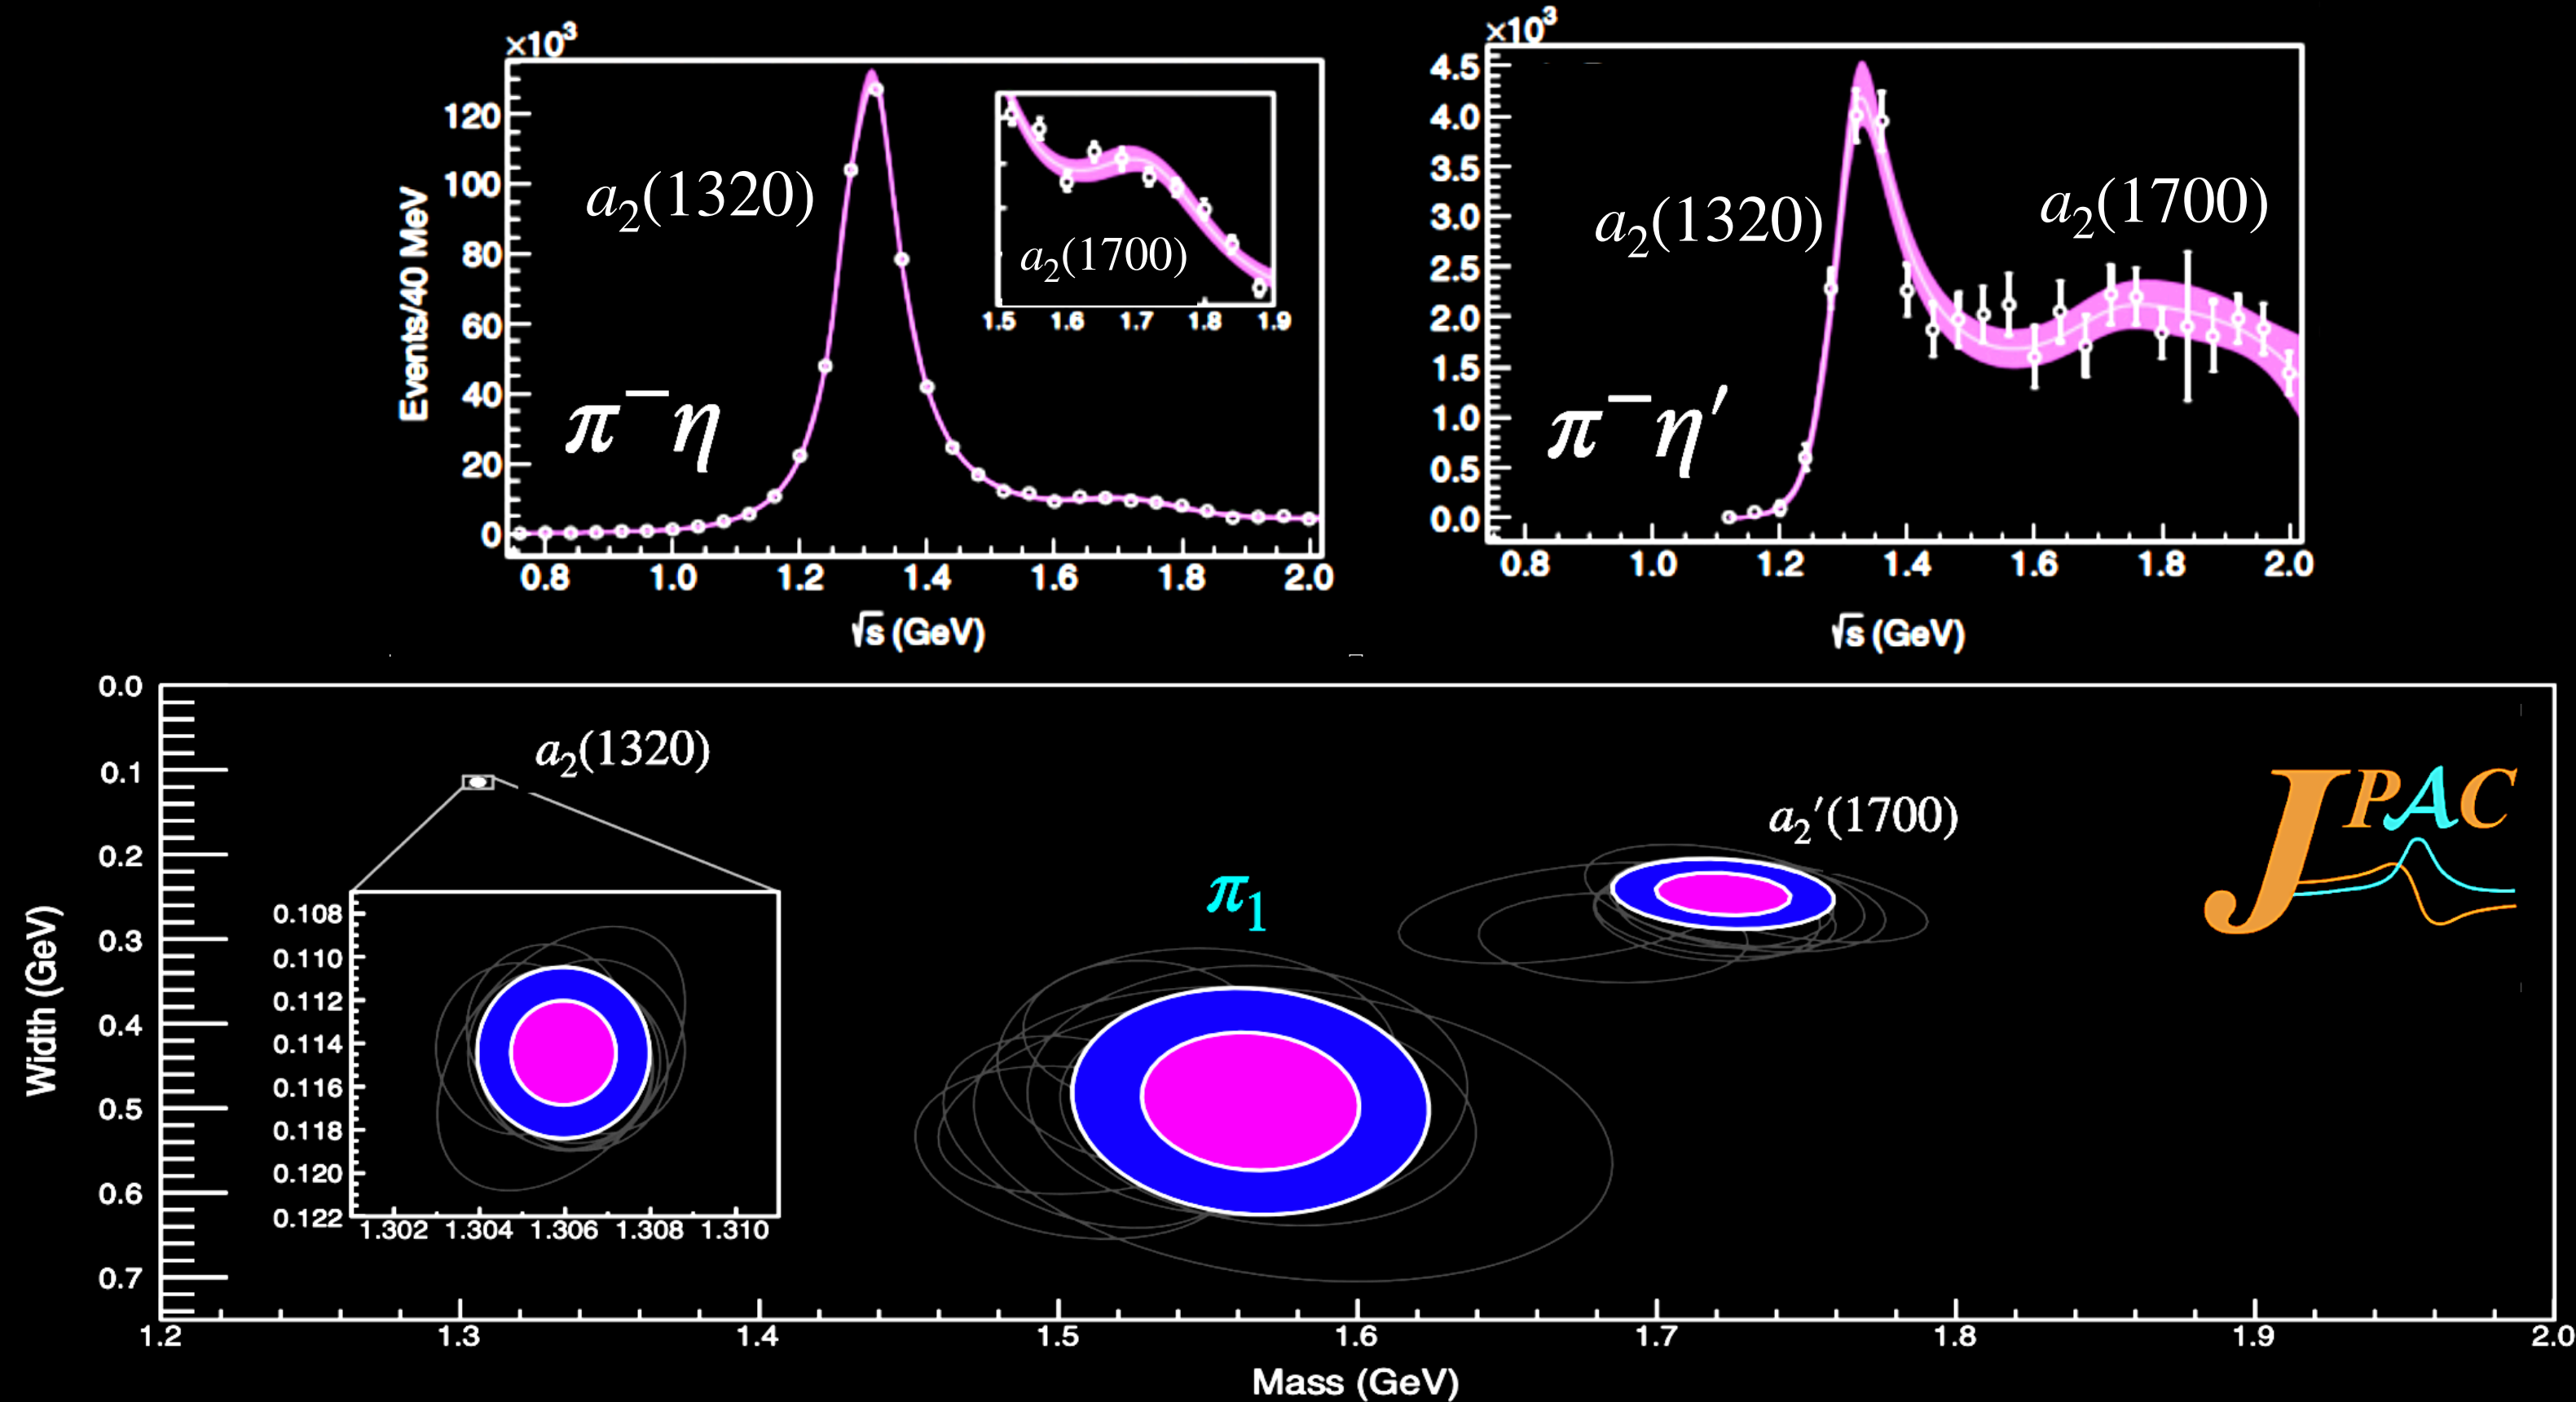 ×10³
120
100
80
60
40
20
0
Events/40 MeV
a₂(1320)
π⁻η
a₂(1700)
1.5 1.6 1.7 1.8 1.9
0.8 1.0 1.2 1.4 1.6 1.8 2.0
√s (GeV)
×10³
4.5
4.0
3.5
3.0
2.5
2.0
1.5
1.0
0.5
0.0
a₂(1320)
a₂(1700)
π⁻η′
0.8 1.0 1.2 1.4 1.6 1.8 2.0
√s (GeV)
0.0
0.1
0.2
0.3
0.4
0.5
0.6
0.7
Width (GeV)
a₂(1320)
0.108
0.110
0.112
0.114
0.116
0.118
0.120
0.122
1.302 1.304 1.306 1.308 1.310
π₁
a₂′(1700)
JPAC
1.2 1.3 1.4 1.5 1.6 1.7 1.8 1.9 2.0
Mass (GeV)